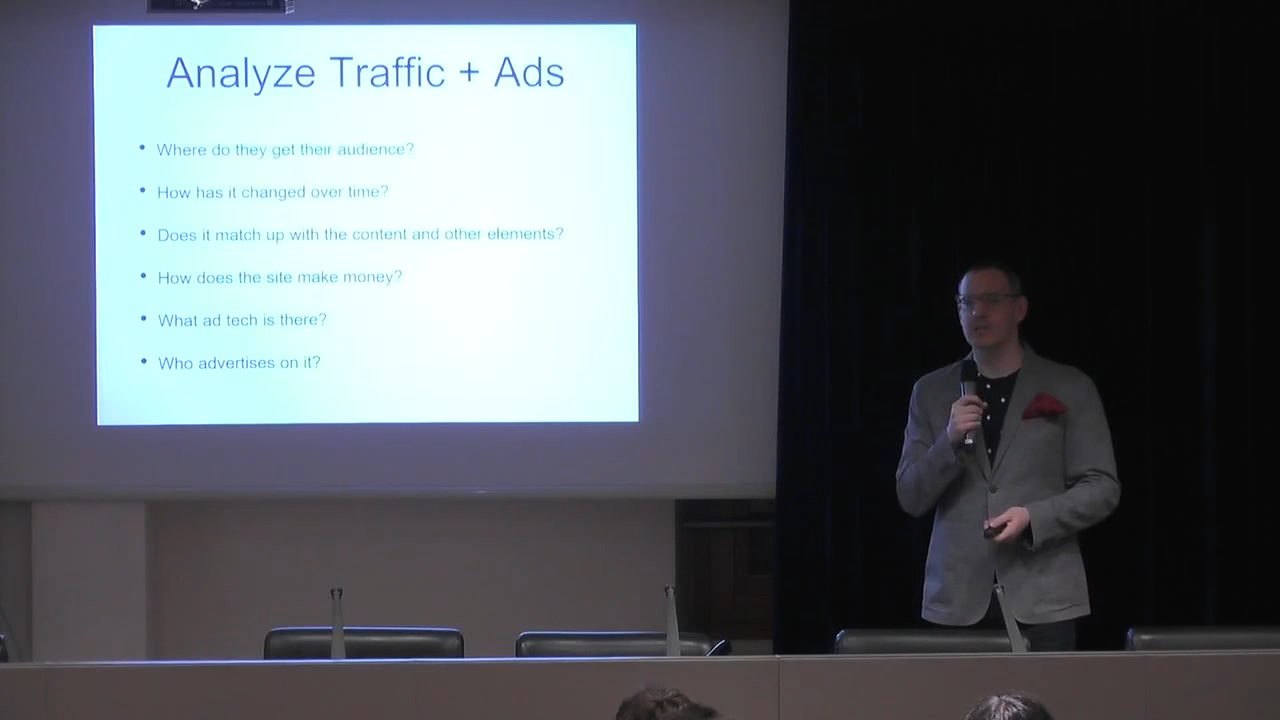 Analyze Traffic + Ads
• Where do they get their audience?
• How has it changed over time?
• Does it match up with the content and other elements?
• How does the site make money?
• What ad tech is there?
• Who advertises on it?